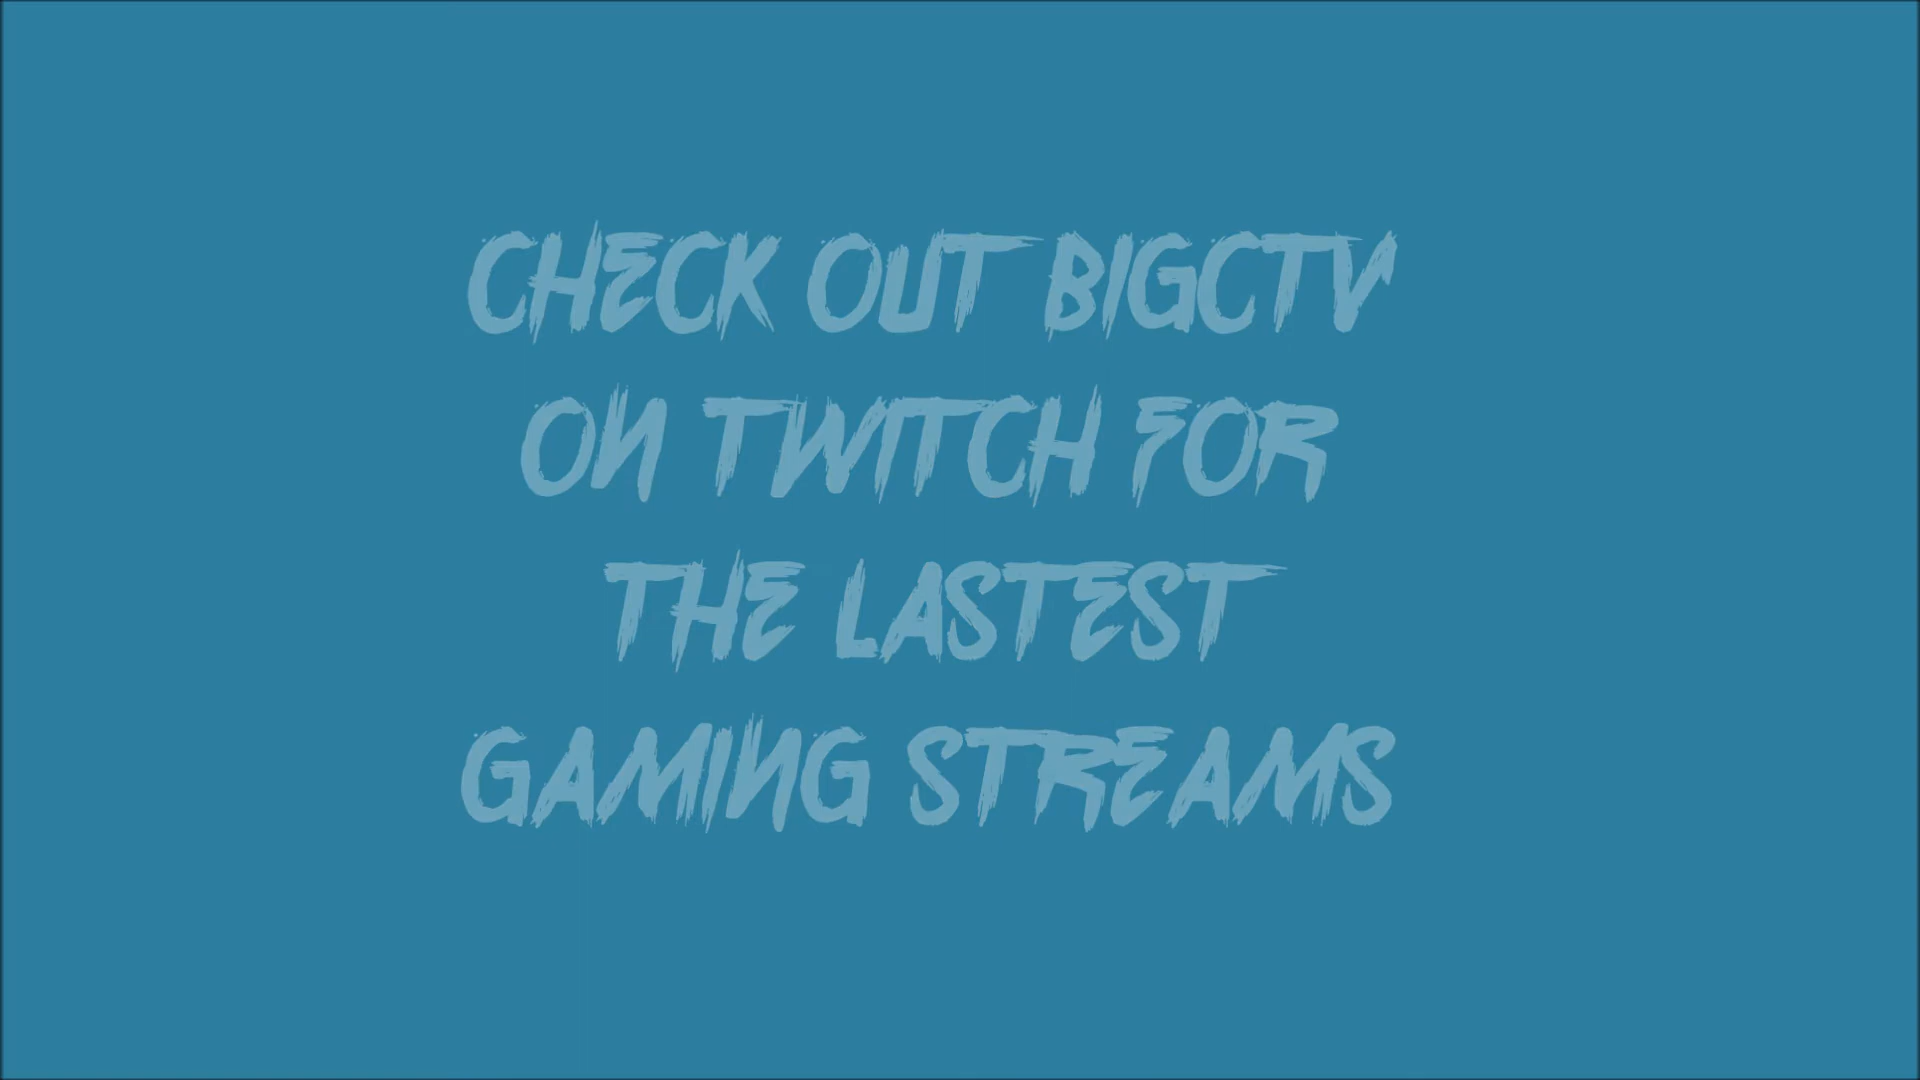 CHECK OUT BIGCTV
ON TWITCH FOR
THE LASTEST
GAMING STREAMS